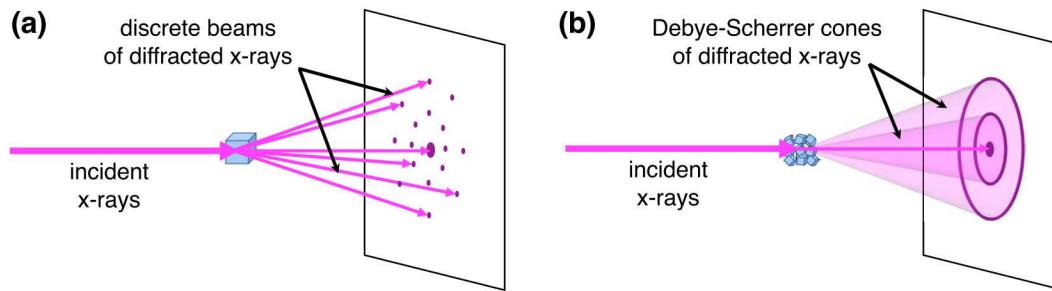 (a)
discrete beams
of diffracted x-rays
incident
x-rays
(b)
Debye-Scherrer cones
of diffracted x-rays
incident
x-rays